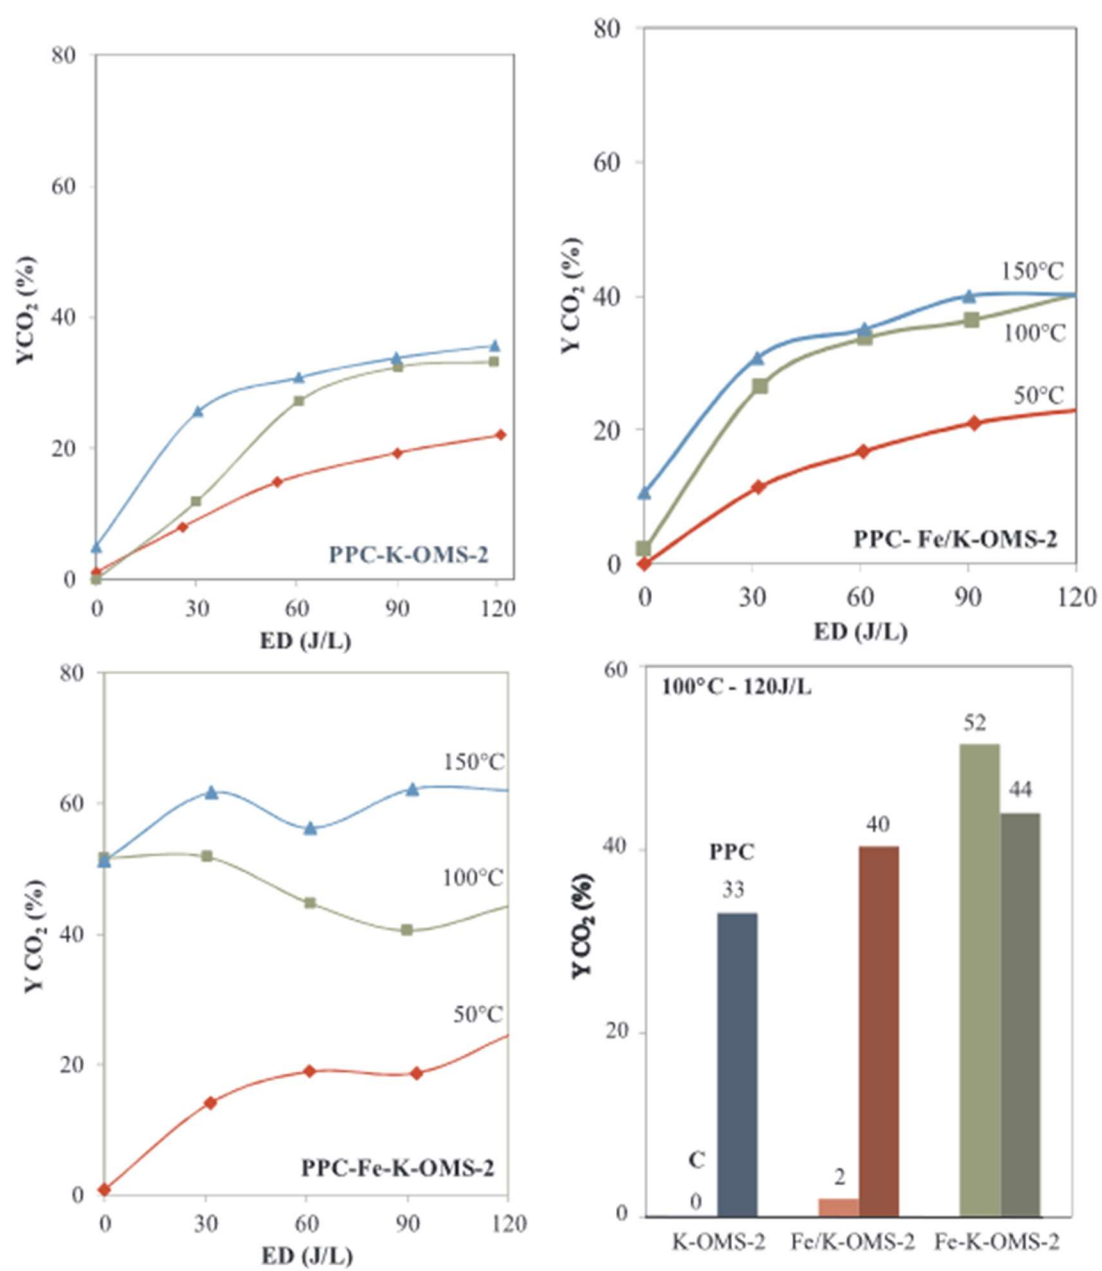 80
60
40
20
0
YCO2 (%)
PPC-K-OMS-2
0 30 60 90 120
ED (J/L)
80
60
40
20
0
Y CO2 (%)
150°C
100°C
50°C
PPC- Fe/K-OMS-2
0 30 60 90 120
ED (J/L)
80
60
40
20
0
Y CO2 (%)
150°C
100°C
50°C
PPC-Fe-K-OMS-2
0 30 60 90 120
ED (J/L)
60
40
20
0
Y CO2 (%)
100°C - 120J/L
52
44
40
PPC
33
C
0
2
K-OMS-2 Fe/K-OMS-2 Fe-K-OMS-2